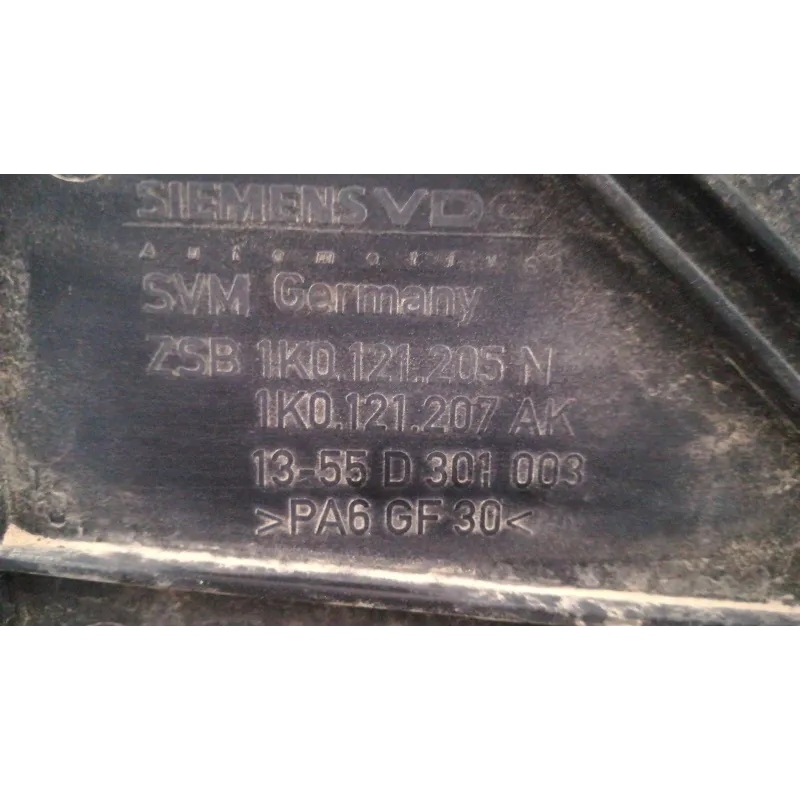 SIEMENS VDO
Automotive
SVM Germany
ZSB 1K0.121.205 N
1K0.121.207 AK
13-55 D 301 003
>PA6 GF 30<